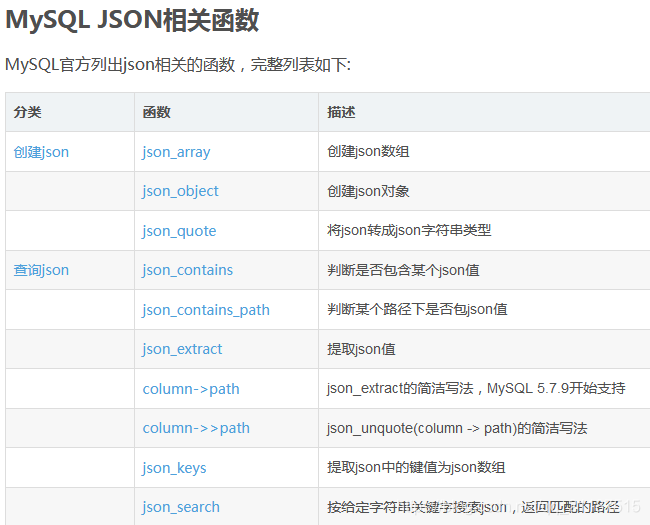 MySQL JSON相关函数
MySQL官方列出json相关的函数，完整列表如下:
分类 函数 描述
创建json json_array 创建json数组
json_object 创建json对象
json_quote 将json转成json字符串类型
查询json json_contains 判断是否包含某个json值
json_contains_path 判断某个路径下是否包json值
json_extract 提取json值
column->path json_extract的简洁写法，MySQL 5.7.9开始支持
column->>path json_unquote(column -> path)的简洁写法
json_keys 提取json中的键值为json数组
json_search 按给定字符串关键字搜索json，返回匹配的路径